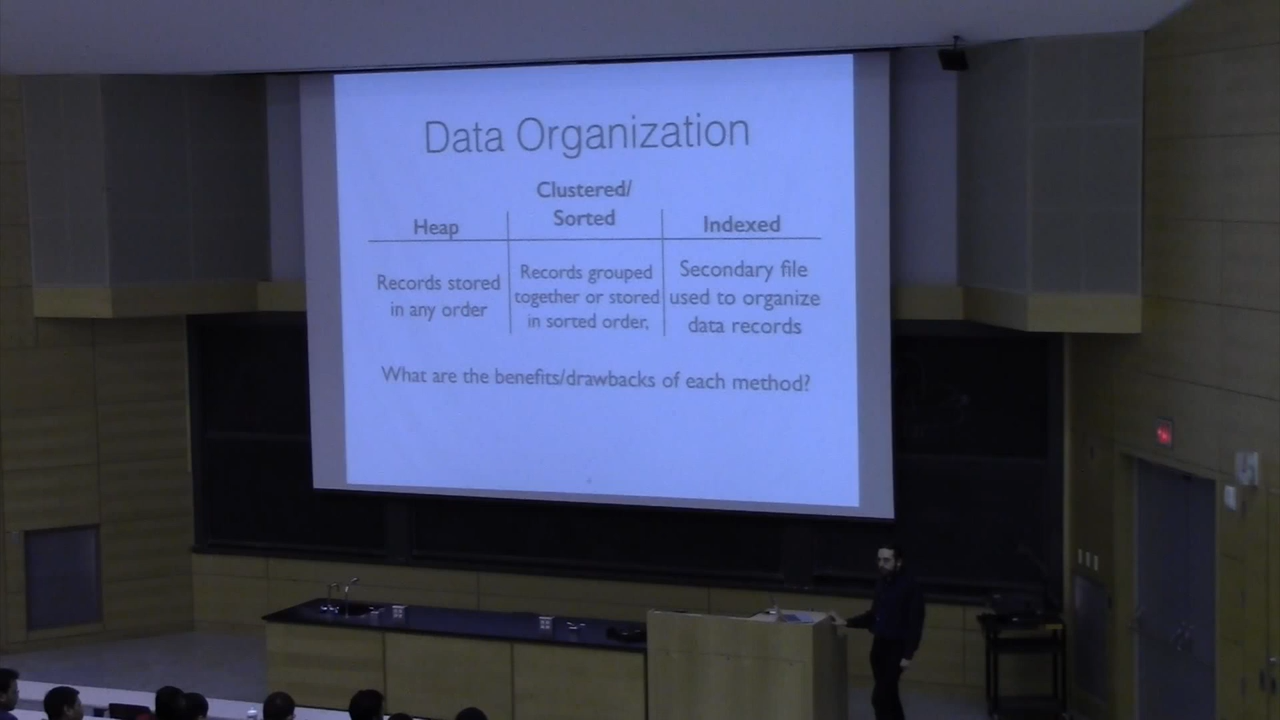 Data Organization
Clustered/
Sorted
Heap
Indexed
Records stored
in any order
Records grouped
together or stored
in sorted order,
Secondary file
used to organize
data records
What are the benefits/drawbacks of each method?